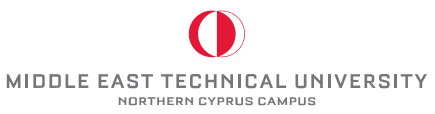 MIDDLE EAST TECHNICAL UNIVERSITY
NORTHERN CYPRUS CAMPUS